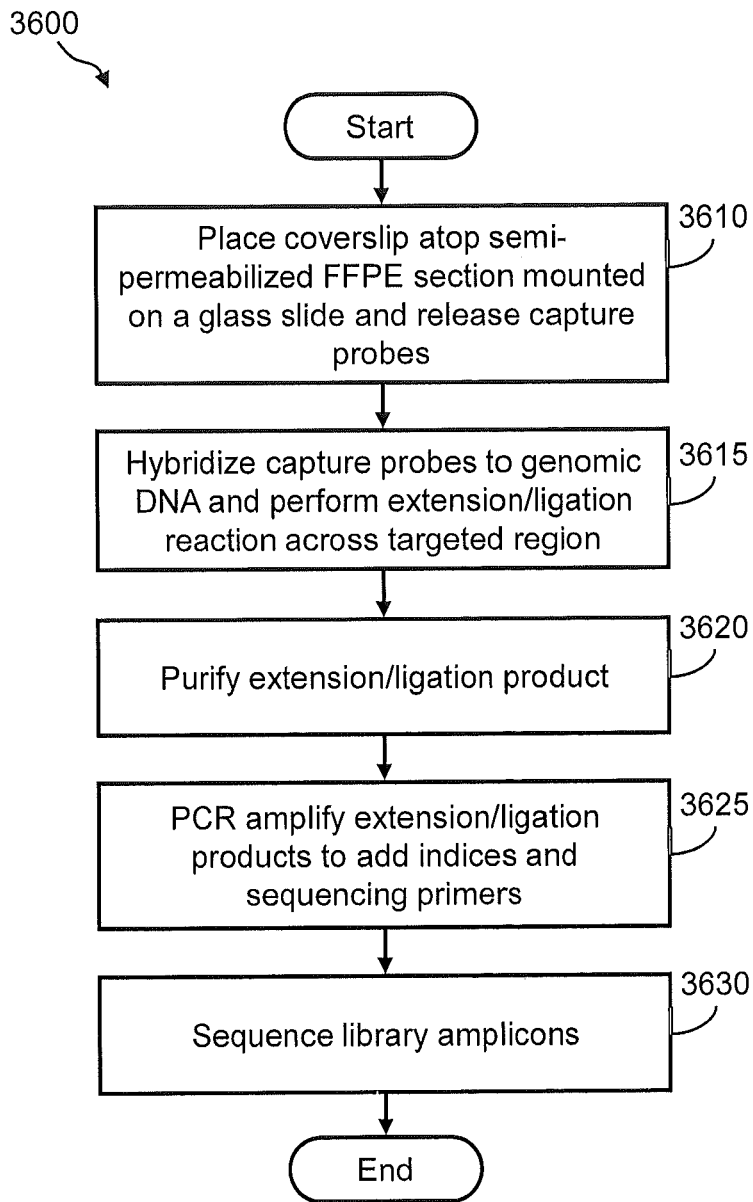 3600
Start
3610
Place coverslip atop semi-
permeabilized FFPE section mounted
on a glass slide and release capture
probes
3615
Hybridize capture probes to genomic
DNA and perform extension/ligation
reaction across targeted region
3620
Purify extension/ligation product
3625
PCR amplify extension/ligation
products to add indices and
sequencing primers
3630
Sequence library amplicons
End